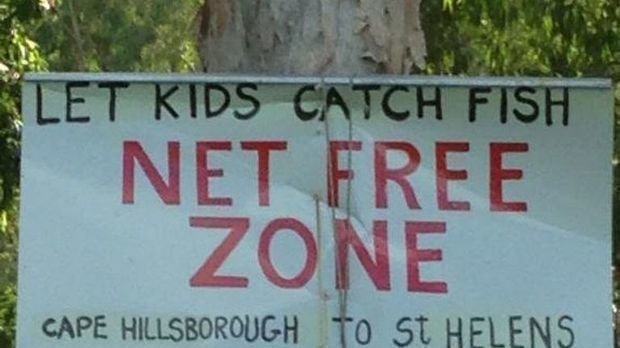 LET KIDS CATCH FISH
NET FREE
ZONE
CAPE HILLSBOROUGH TO St HELENS